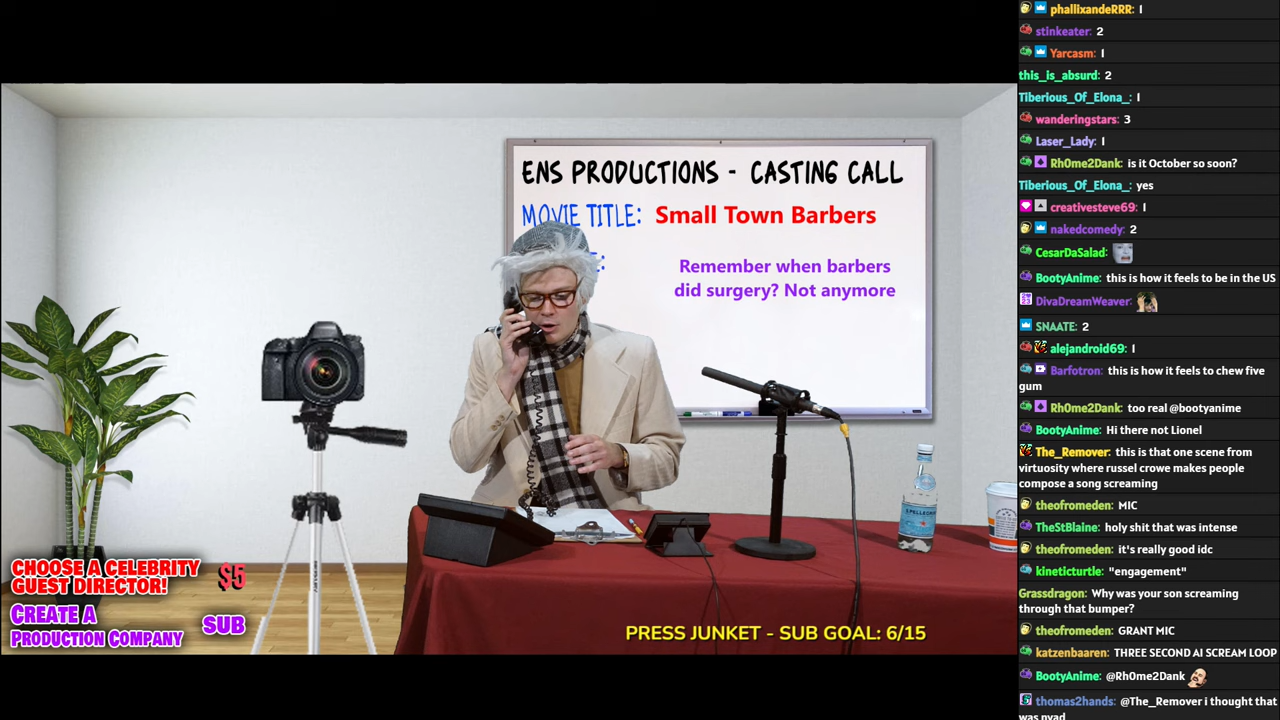 ENS PRODUCTIONS - CASTING CALL
MOVIE TITLE: Small Town Barbers
E:
Remember when barbers
did surgery? Not anymore
S.PELLEGRINO
CHOOSE A CELEBRITY
GUEST DIRECTOR!
$5
CREATE A
PRODUCTION COMPANY
SUB
PRESS JUNKET - SUB GOAL: 6/15
phallixandeRRR: 1
stinkeater: 2
Yarcasm: 1
this_is_absurd: 2
Tiberious_Of_Elona_: 1
wanderingstars: 3
Laser_Lady: 1
Rh0me2Dank: is it October so soon?
Tiberious_Of_Elona_: yes
creativesteve69: 1
nakedcomedy: 2
CesarDaSalad:
BootyAnime: this is how it feels to be in the US
DivaDreamWeaver:
SNAATE: 2
alejandroid69: 1
Barfotron: this is how it feels to chew five
gum
Rh0me2Dank: too real @bootyanime
BootyAnime: Hi there not Lionel
The_Remover: this is that one scene from
virtuosity where russel crowe makes people
compose a song screaming
theofromeden: MIC
TheStBlaine: holy shit that was intense
theofromeden: it's really good idc
kineticturtle: "engagement"
Grassdragon: Why was your son screaming
through that bumper?
theofromeden: GRANT MIC
katzenbaaren: THREE SECOND AI SCREAM LOOP
BootyAnime: @Rh0me2Dank
thomas2hands: @The_Remover i thought that
was nyad